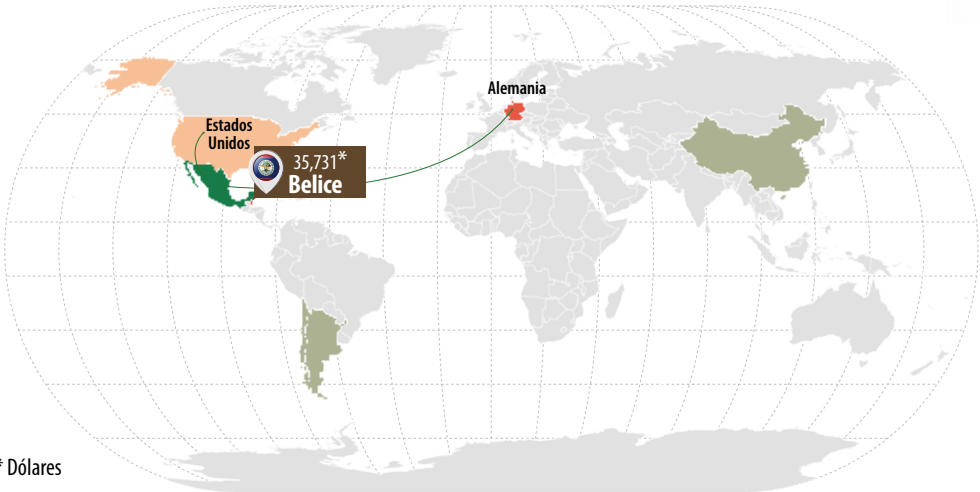 Alemania
Estados
Unidos
35,731*
Belice
* Dólares